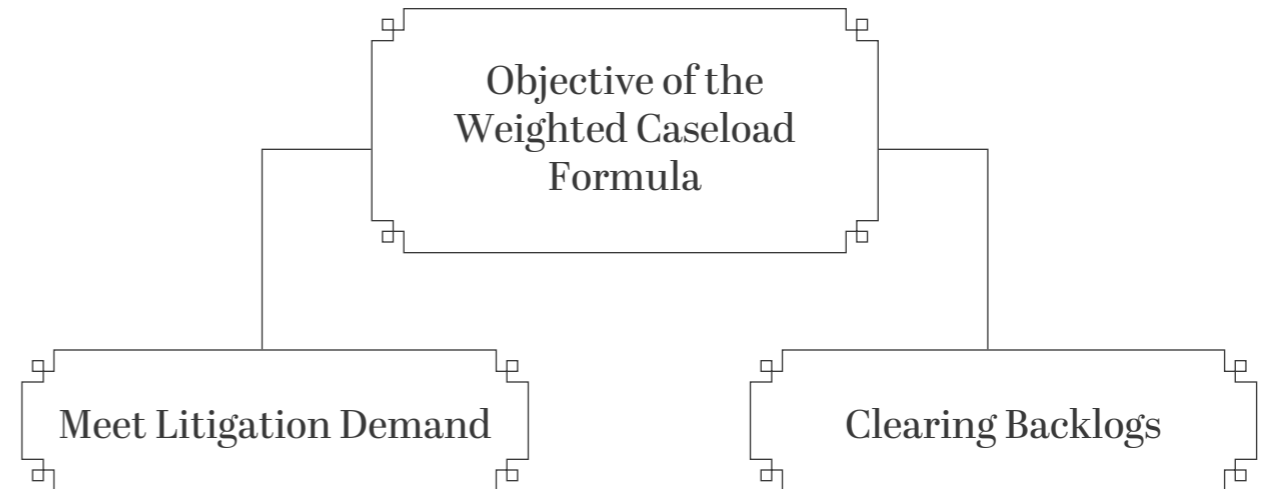 Objective of the
Weighted Caseload
Formula
Meet Litigation Demand
Clearing Backlogs